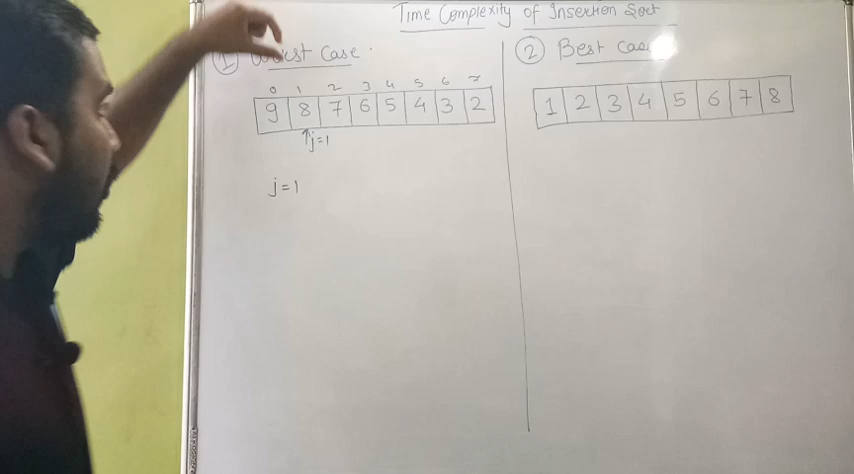 Time Complexity of Insertion Sort
① Worst Case.
0 1 2 3 4 5 6 7
9 8 7 6 5 4 3 2
j=1
j=1
② Best Case
1 2 3 4 5 6 7 8